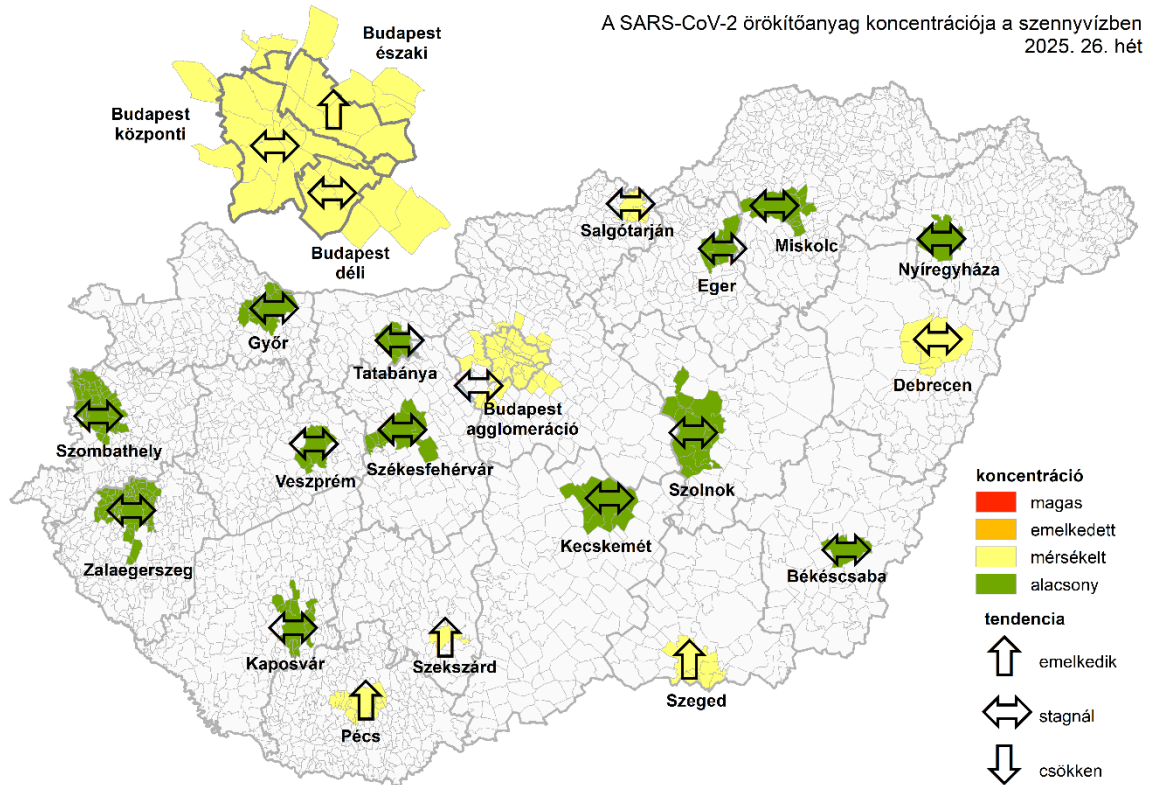 A SARS-CoV-2 örökítőanyag koncentrációja a szennyvízben
2025. 26. hét
Budapest
északi
Budapest
központi
Budapest
déli
Salgótarján
Miskolc
Eger
Nyíregyháza
Győr
Tatabánya
Debrecen
Budapest
agglomeráció
Szombathely
Veszprém
Székesfehérvár
Szolnok
Kecskemét
Zalaegerszeg
Békéscsaba
Kaposvár
Szekszárd
Szeged
Pécs
koncentráció
magas
emelkedett
mérsékelt
alacsony
tendencia
emelkedik
stagnál
csökken